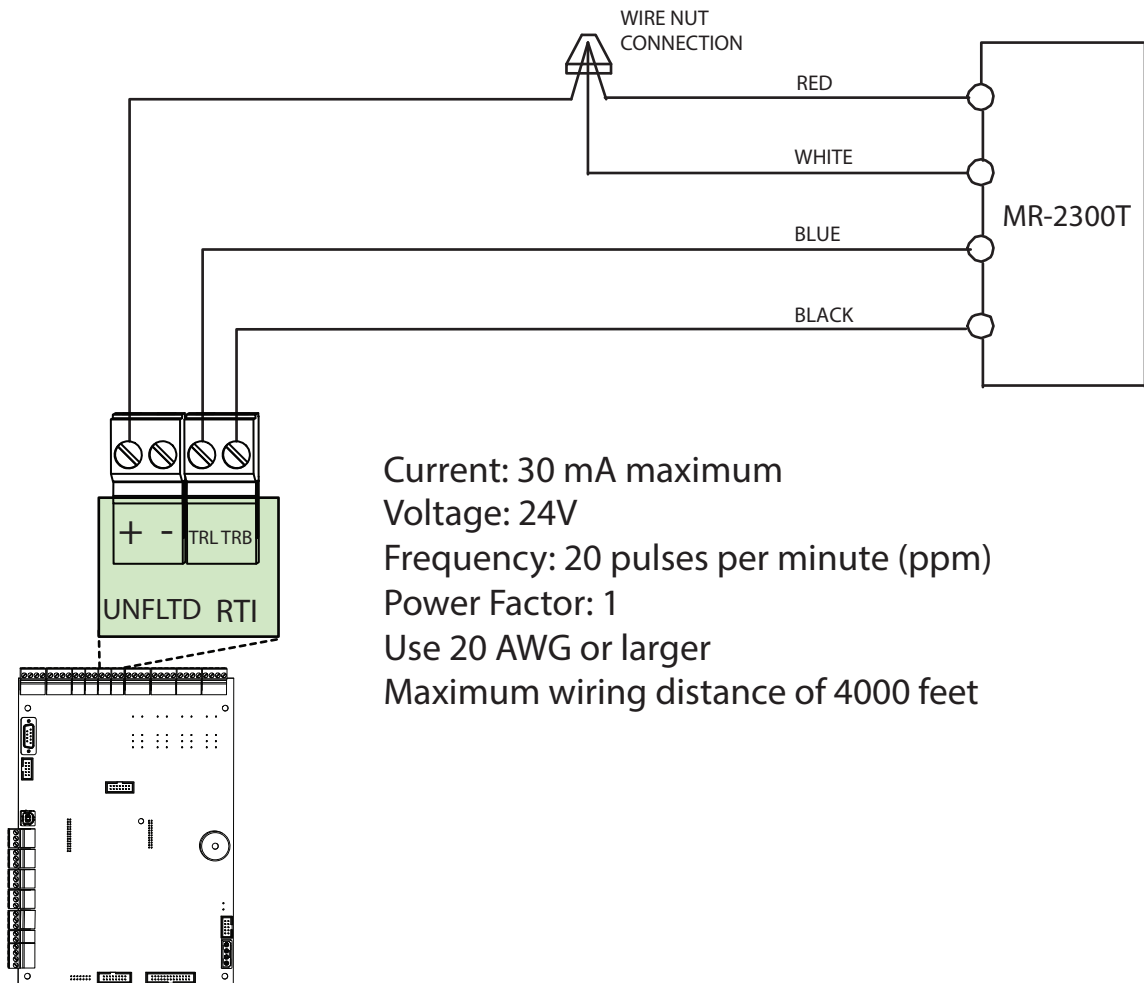 WIRE NUT
CONNECTION
RED
WHITE
MR-2300T
BLUE
BLACK
+ - TRL TRB
UNFLTD RTI
Current: 30 mA maximum
Voltage: 24V
Frequency: 20 pulses per minute (ppm)
Power Factor: 1
Use 20 AWG or larger
Maximum wiring distance of 4000 feet